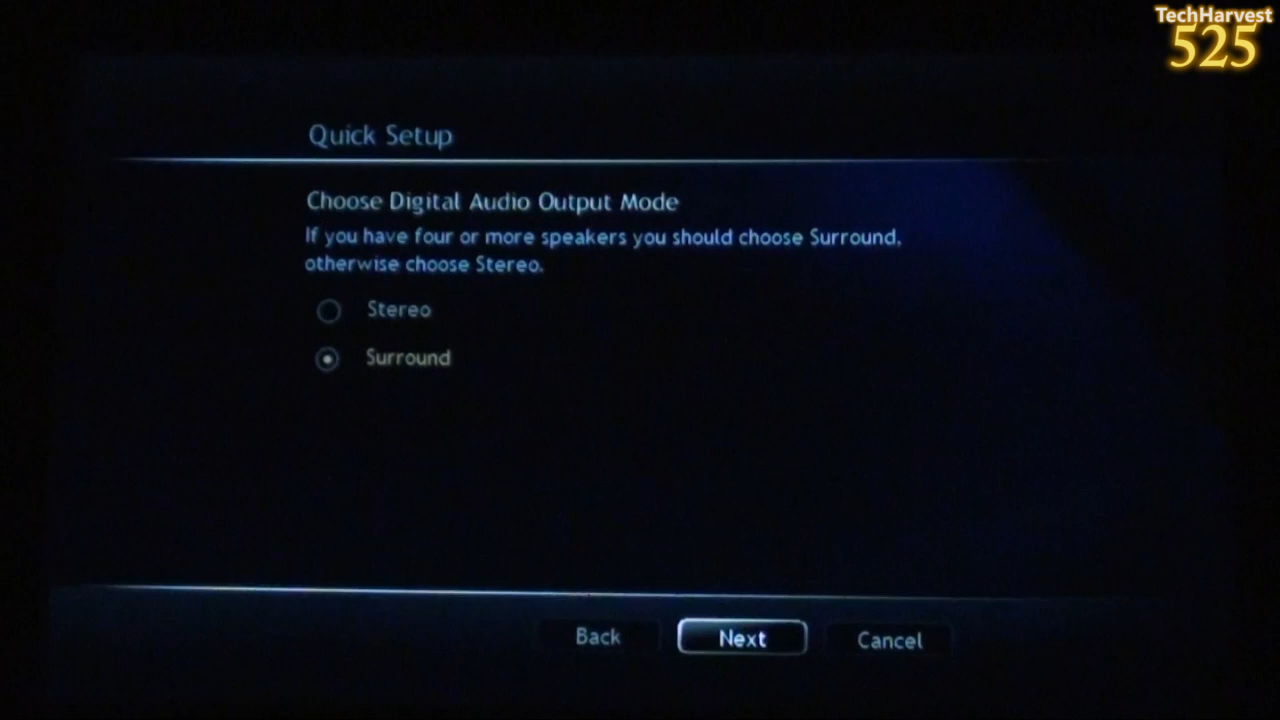 TechHarvest
525
Quick Setup
Choose Digital Audio Output Mode
If you have four or more speakers you should choose Surround,
otherwise choose Stereo.
Stereo
Surround
Back
Next
Cancel